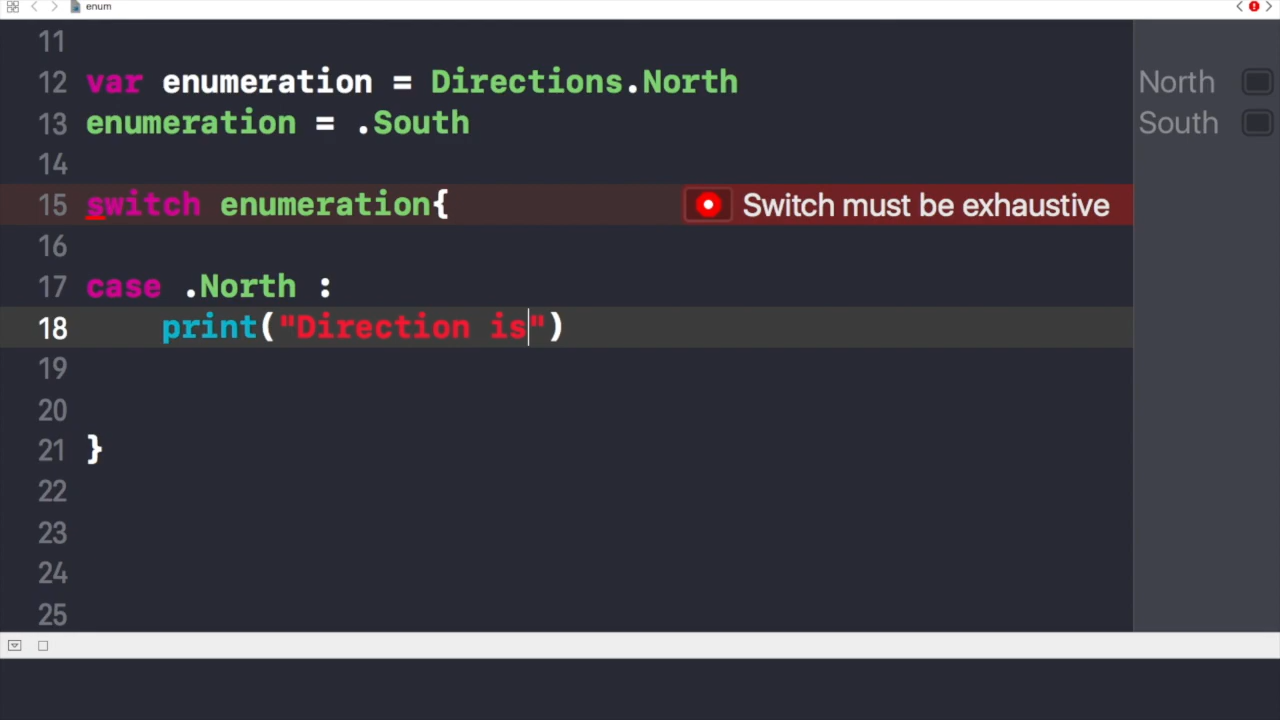 enum
11
12 var enumeration = Directions.North North
13 enumeration = .South South
14
15 switch enumeration{ Switch must be exhaustive
16
17 case .North :
18 print("Direction is")
19
20
21 }
22
23
24
25